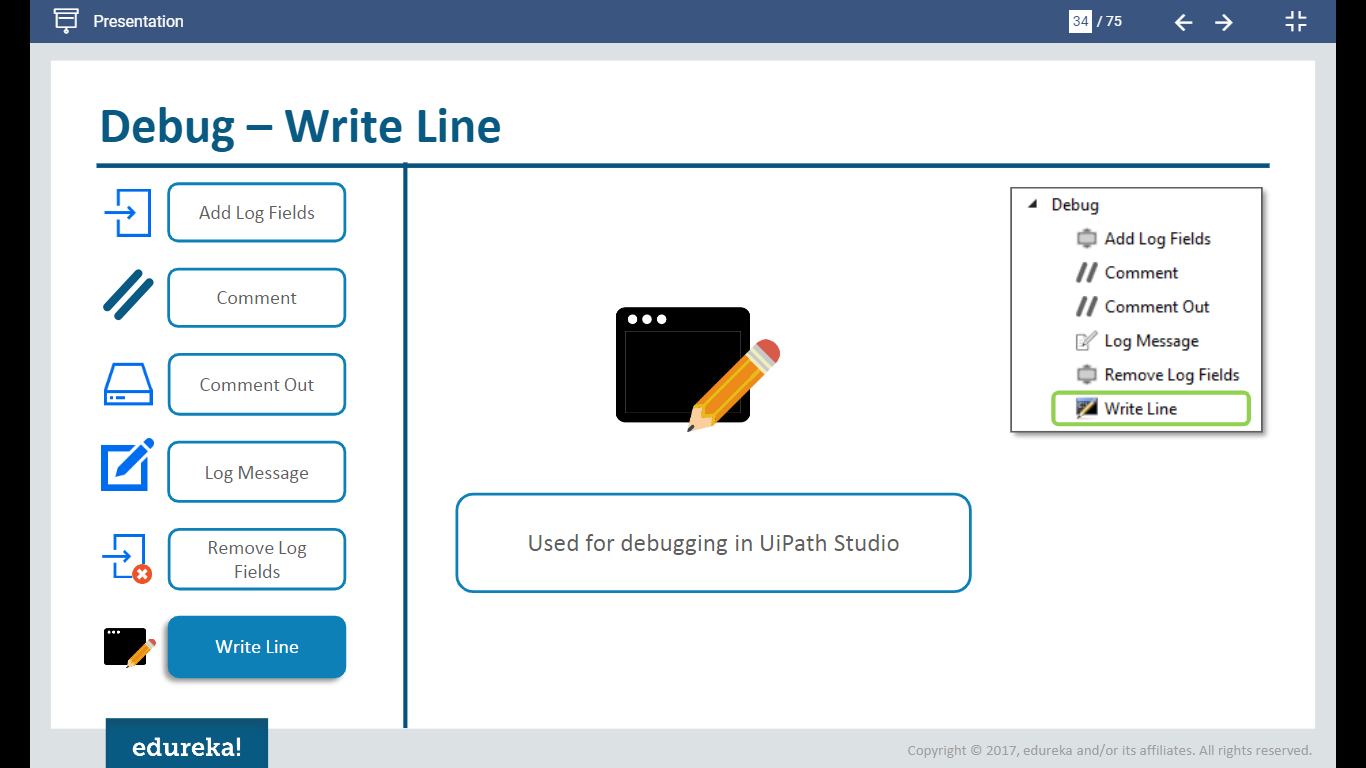 Presentation
34 / 75
Debug – Write Line
Add Log Fields
Comment
Comment Out
Log Message
Remove Log
Fields
Write Line
Used for debugging in UiPath Studio
Debug
Add Log Fields
Comment
Comment Out
Log Message
Remove Log Fields
Write Line
edureka!
Copyright © 2017, edureka and/or its affiliates. All rights reserved.